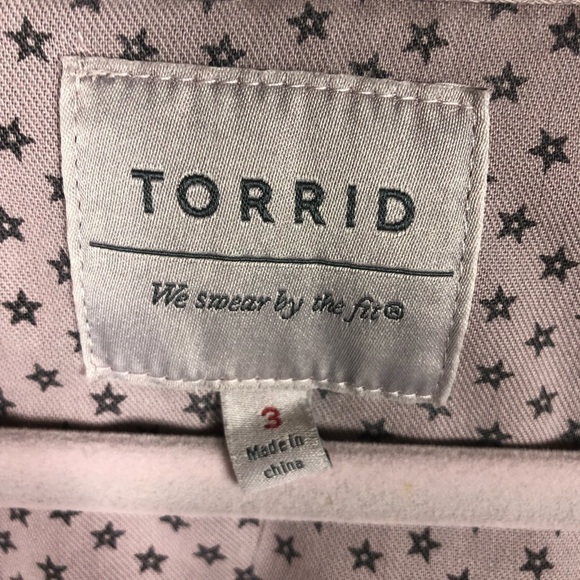 TORRID
We swear by the fit®
3
Made in
china